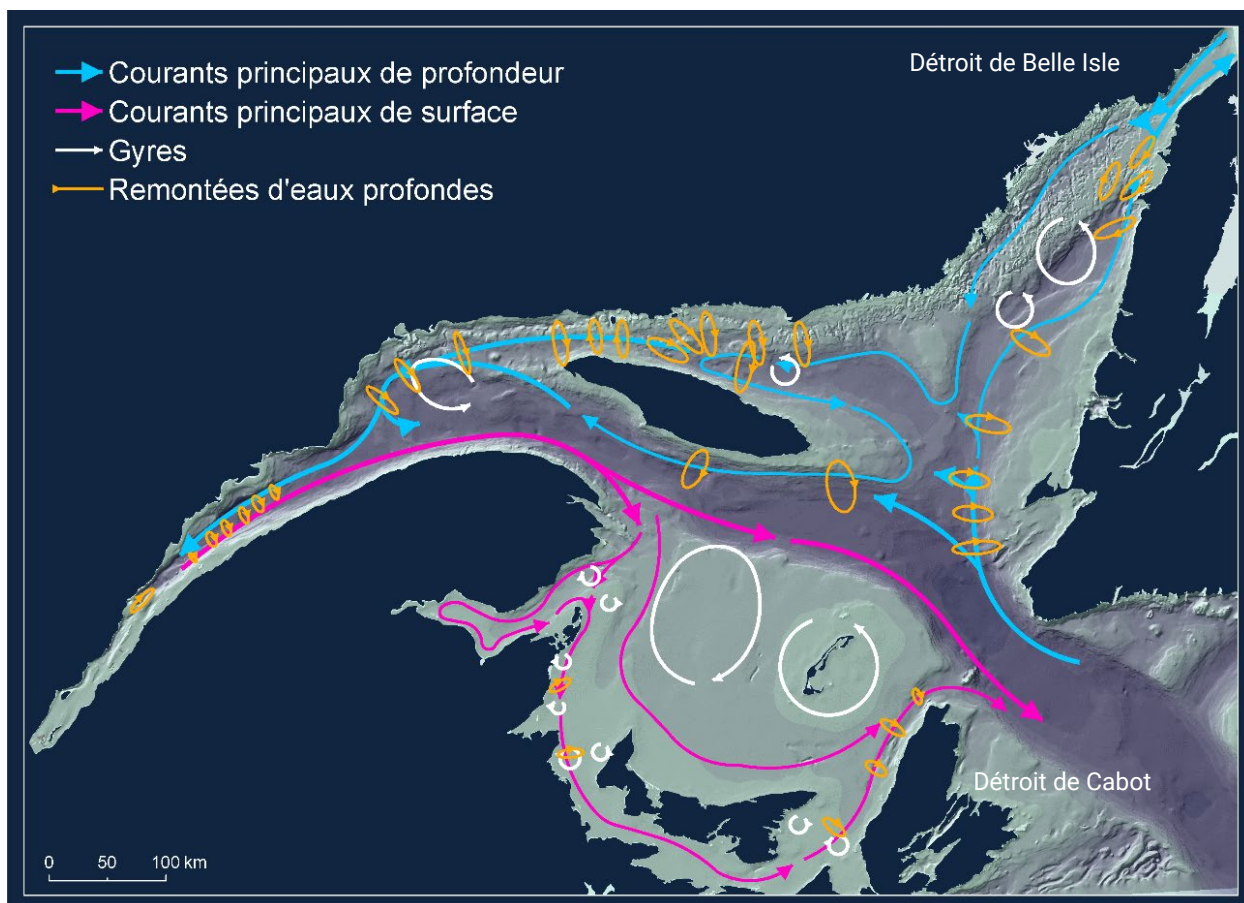 Détroit de Belle Isle
Courants principaux de profondeur
Courants principaux de surface
Gyres
Remontées d'eaux profondes
Détroit de Cabot
0 50 100 km